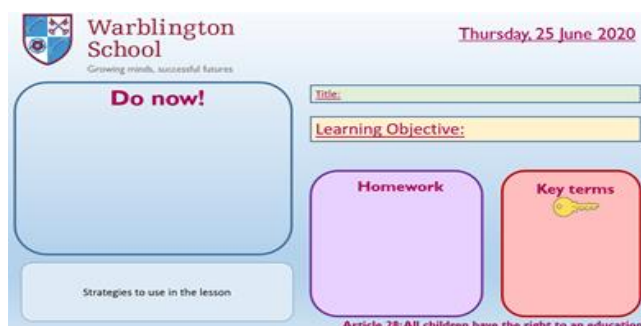 Warblington
School
Growing minds, successful futures
Thursday, 25 June 2020
Do now!
Title:
Learning Objective:
Homework
Key terms
Strategies to use in the lesson
Article 28: All children have the right to an education